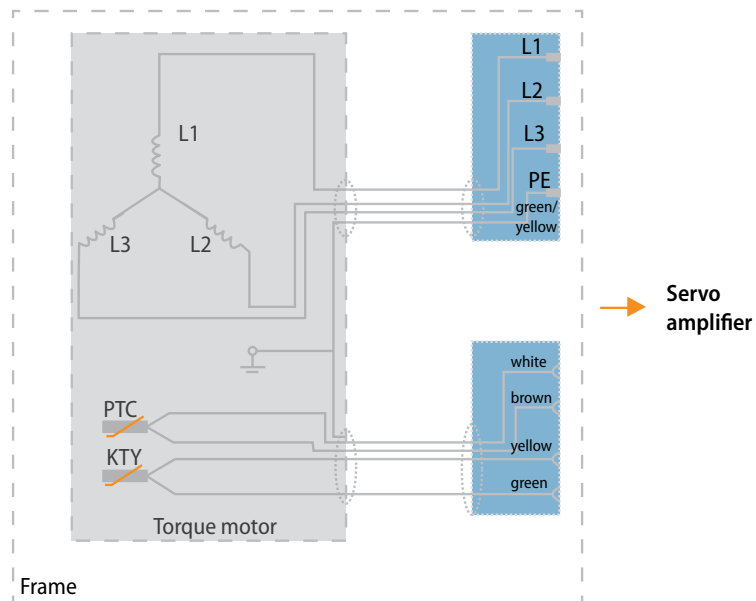 L1
L2
L3
PE
green/
yellow
L1
L3
L2
Servo
amplifier
white
brown
yellow
green
PTC
KTY
Torque motor
Frame